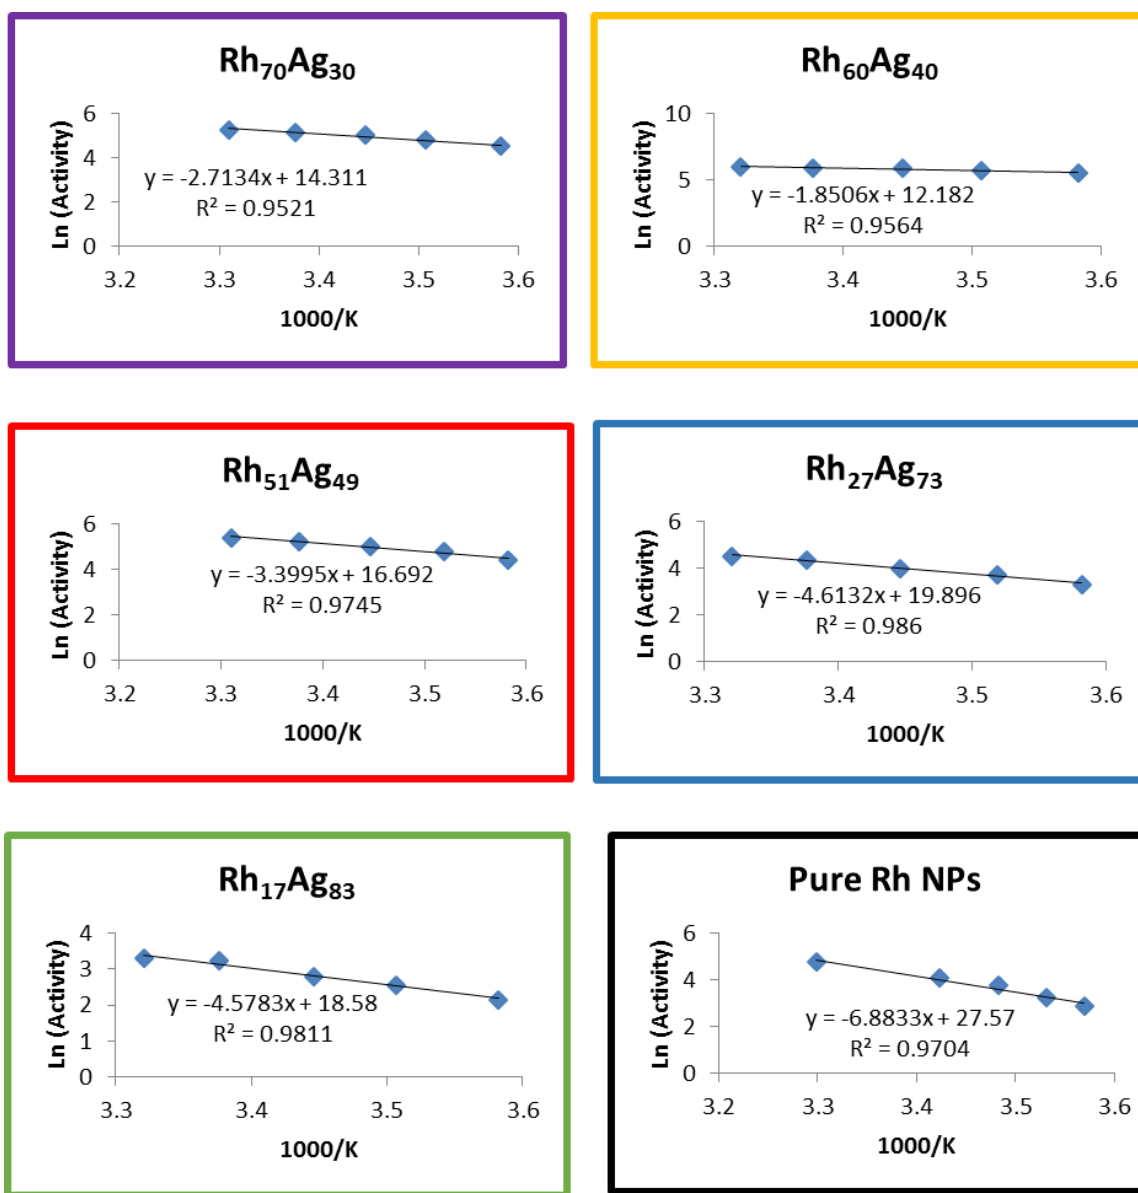 Rh₇₀Ag₃₀
Ln (Activity)
6
4
2
0
y = -2.7134x + 14.311
R² = 0.9521
3.2 3.3 3.4 3.5 3.6
1000/K
Rh₆₀Ag₄₀
Ln (Activity)
10
5
0
y = -1.8506x + 12.182
R² = 0.9564
3.3 3.4 3.5 3.6
1000/K
Rh₅₁Ag₄₉
Ln (Activity)
6
4
2
0
y = -3.3995x + 16.692
R² = 0.9745
3.2 3.3 3.4 3.5 3.6
1000/K
Rh₂₇Ag₇₃
Ln (Activity)
6
4
2
0
y = -4.6132x + 19.896
R² = 0.986
3.3 3.4 3.5 3.6
1000/K
Rh₁₇Ag₈₃
Ln (Activity)
4
3
2
1
0
y = -4.5783x + 18.58
R² = 0.9811
3.3 3.4 3.5 3.6
1000/K
Pure Rh NPs
Ln (Activity)
6
4
2
0
y = -6.8833x + 27.57
R² = 0.9704
3.2 3.3 3.4 3.5 3.6
1000/K